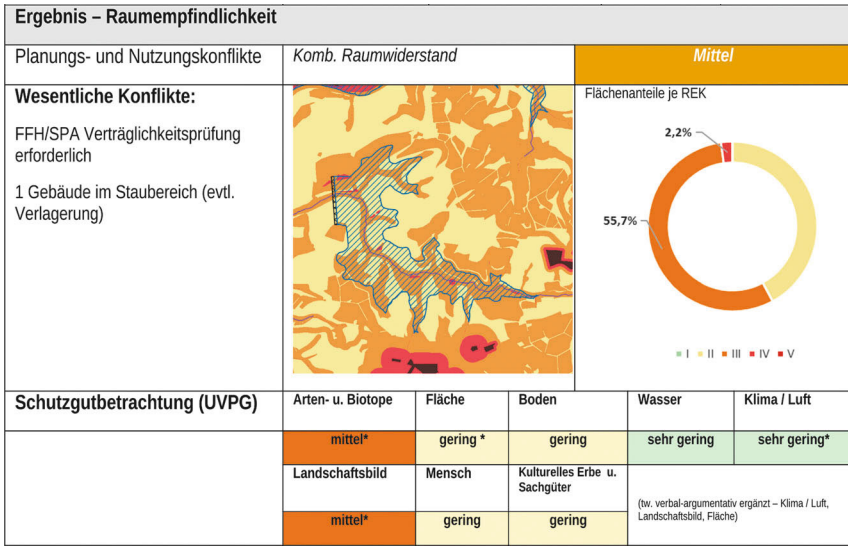 Ergebnis – Raumempfindlichkeit
Planungs- und Nutzungskonflikte
Komb. Raumwiderstand
Mittel
Wesentliche Konflikte:
FFH/SPA Verträglichkeitsprüfung
erforderlich
1 Gebäude im Staubereich (evtl.
Verlagerung)
Flächenanteile je REK
2,2%
55,7%
I II III IV V
Schutzgutbetrachtung (UVPG)
Arten- u. Biotope
Fläche
Boden
Wasser
Klima / Luft
mittel*
gering *
gering
sehr gering
sehr gering*
Landschaftsbild
Mensch
Kulturelles Erbe u.
Sachgüter
(tw. verbal-argumentativ ergänzt – Klima / Luft,
Landschaftsbild, Fläche)
mittel*
gering
gering